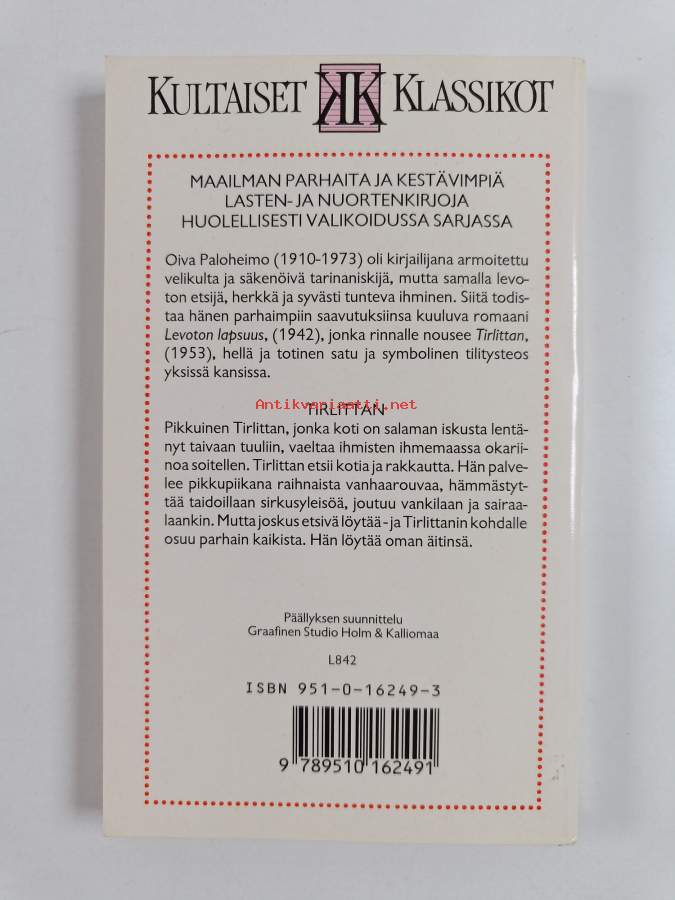 KULTAISET KK KLASSIKOT
MAAILMAN PARHAITA JA KESTÄVIMPIÄ
LASTEN- JA NUORTENKIRJOJA
HUOLELLISESTI VALIKOIDUSSA SARJASSA
Oiva Paloheimo (1910-1973) oli kirjailijana armoitettu
velikulta ja säkenöivä tarinaniskijä, mutta samalla levo-
ton etsijä, herkkä ja syvästi tunteva ihminen. Siitä todis-
taa hänen parhaimpiin saavutuksiinsa kuuluva romaani
Levoton lapsuus, (1942), jonka rinnalle nousee Tirlittan,
(1953), hellä ja totinen satu ja symbolinen tilitysteos
yksissä kansissa.
Antikvariaatti.net
TIRLITTAN
Pikkuinen Tirlittan, jonka koti on salaman iskusta lentä-
nyt taivaan tuuliin, vaeltaa ihmisten ihmemaassa okarii-
noa soitellen. Tirlittan etsii kotia ja rakkautta. Hän palve-
lee pikkupiikana raihnaista vanhaarouvaa, hämmästyt-
tää taidoillaan sirkusyleisöä, joutuu vankilaan ja sairaa-
laankin. Mutta joskus etsivä löytää - ja Tirlittanin kohdalle
osuu parhain kaikista. Hän löytää oman äitinsä.
Päällyksen suunnittelu
Graafinen Studio Holm & Kalliomaa
L842
ISBN 951-0-16249-3
9 789510 162491